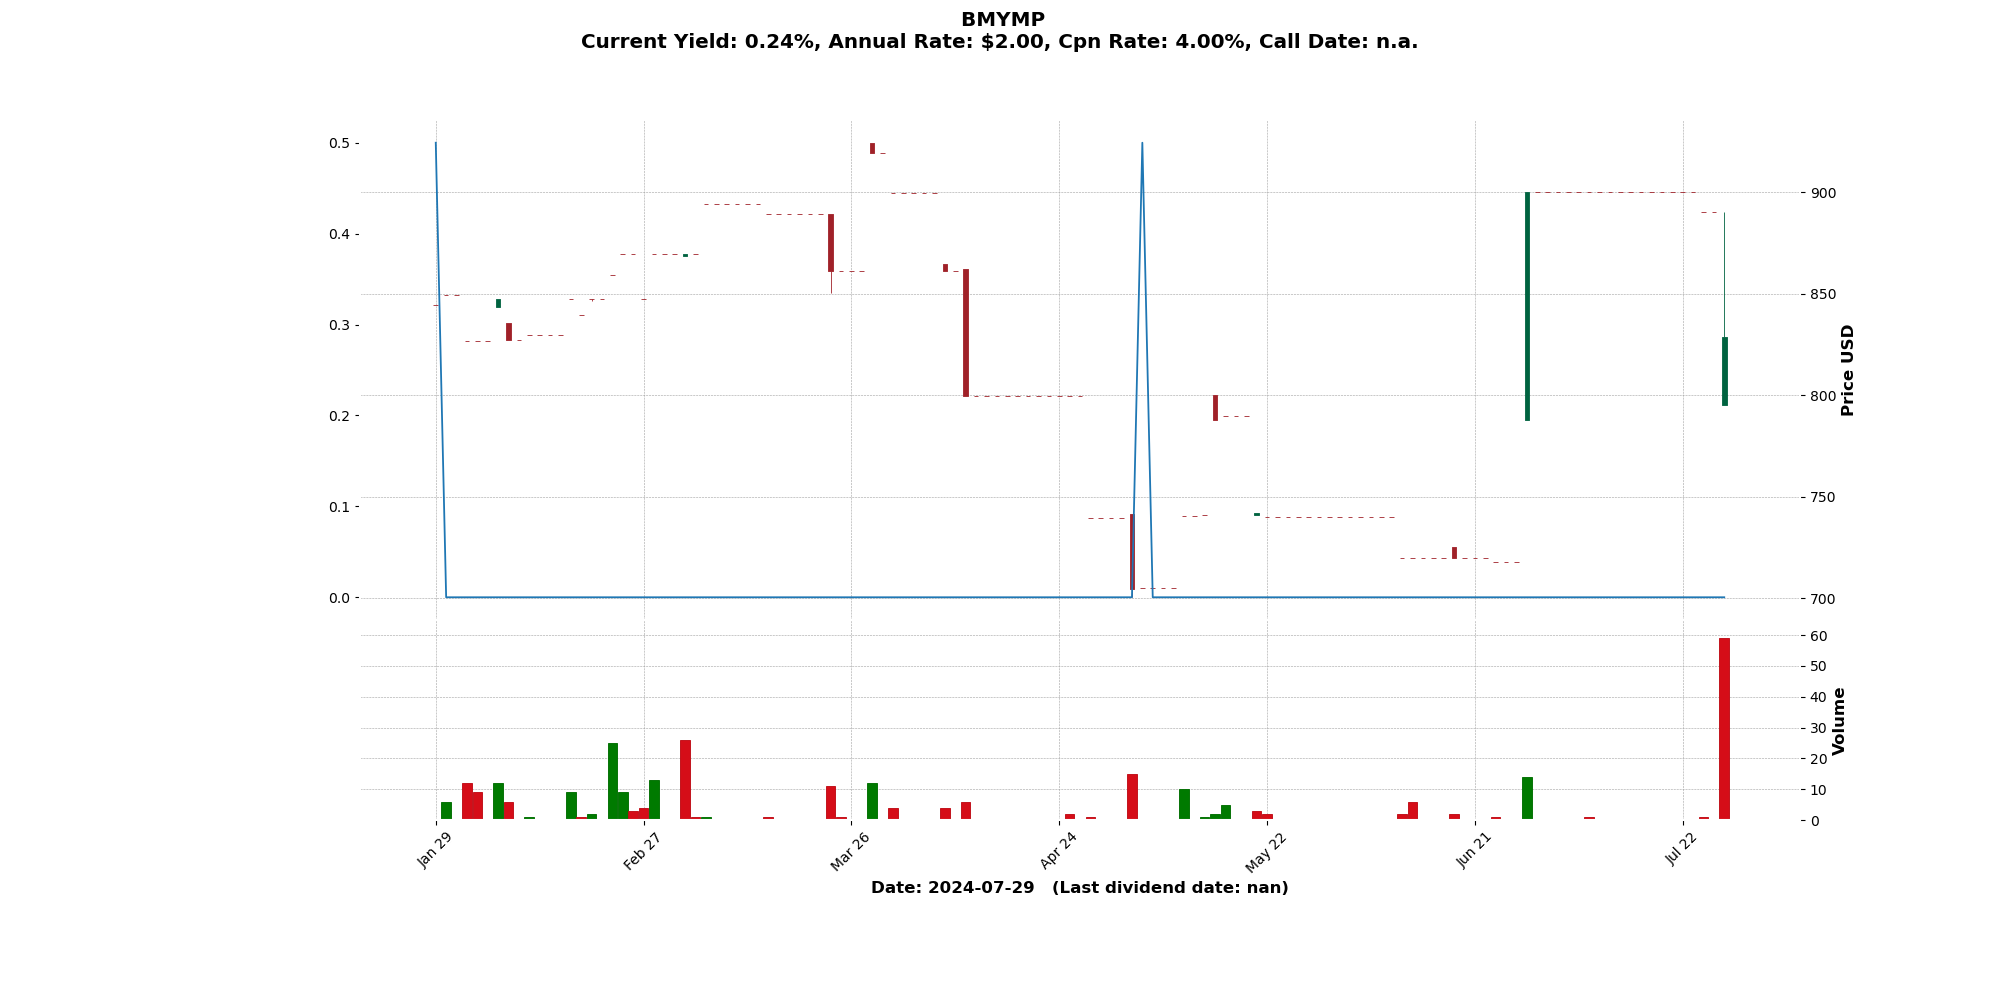 BMYMP
Current Yield: 0.24%, Annual Rate: $2.00, Cpn Rate: 4.00%, Call Date: n.a.
0.5
0.4
0.3
0.2
0.1
0.0
900
850
800
750
700
Price USD
60
50
40
30
20
10
0
Volume
Jan 29
Feb 27
Mar 26
Apr 24
May 22
Jun 21
Jul 22
Date: 2024-07-29   (Last dividend date: nan)